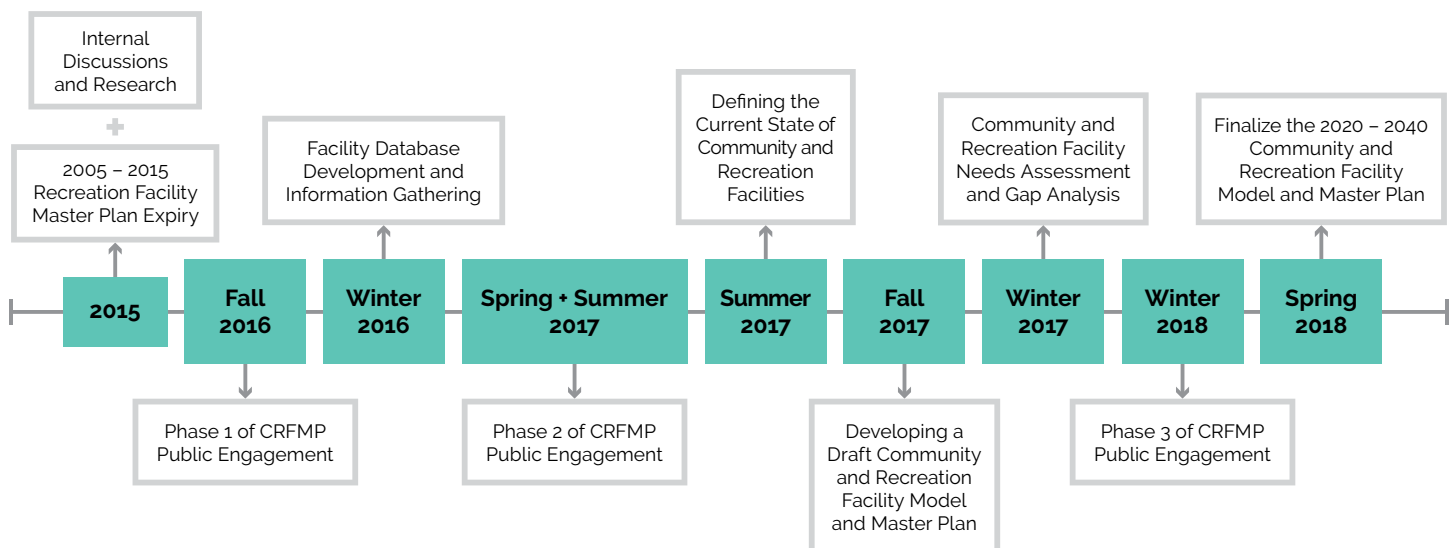 Internal
Discussions
and Research
+
2005 – 2015
Recreation Facility
Master Plan Expiry
2015
Fall
2016
Phase 1 of CRFMP
Public Engagement
Facility Database
Development and
Information Gathering
Winter
2016
Spring + Summer
2017
Phase 2 of CRFMP
Public Engagement
Defining the
Current State of
Community and
Recreation
Facilities
Summer
2017
Fall
2017
Developing a
Draft Community
and Recreation
Facility Model
and Master Plan
Community and
Recreation Facility
Needs Assessment
and Gap Analysis
Winter
2017
Winter
2018
Phase 3 of CRFMP
Public Engagement
Finalize the 2020 – 2040
Community and
Recreation Facility
Model and Master Plan
Spring
2018